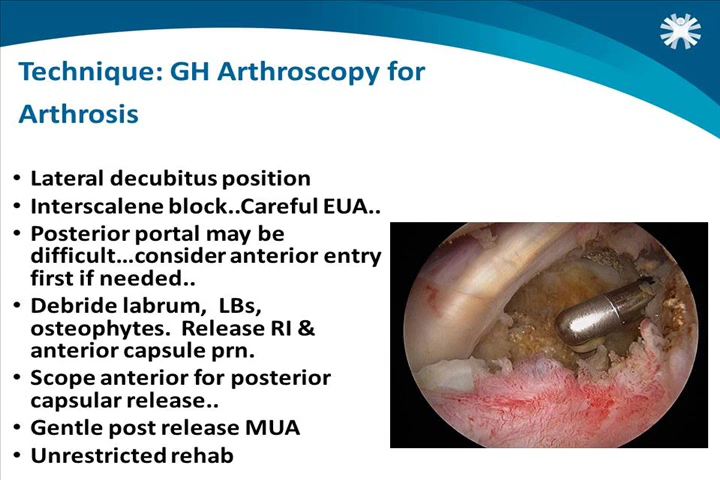 Technique: GH Arthroscopy for
Arthrosis
• Lateral decubitus position
• Interscalene block..Careful EUA..
• Posterior portal may be
difficult...consider anterior entry
first if needed..
• Debride labrum, LBs,
osteophytes. Release RI &
anterior capsule prn.
• Scope anterior for posterior
capsular release..
• Gentle post release MUA
• Unrestricted rehab